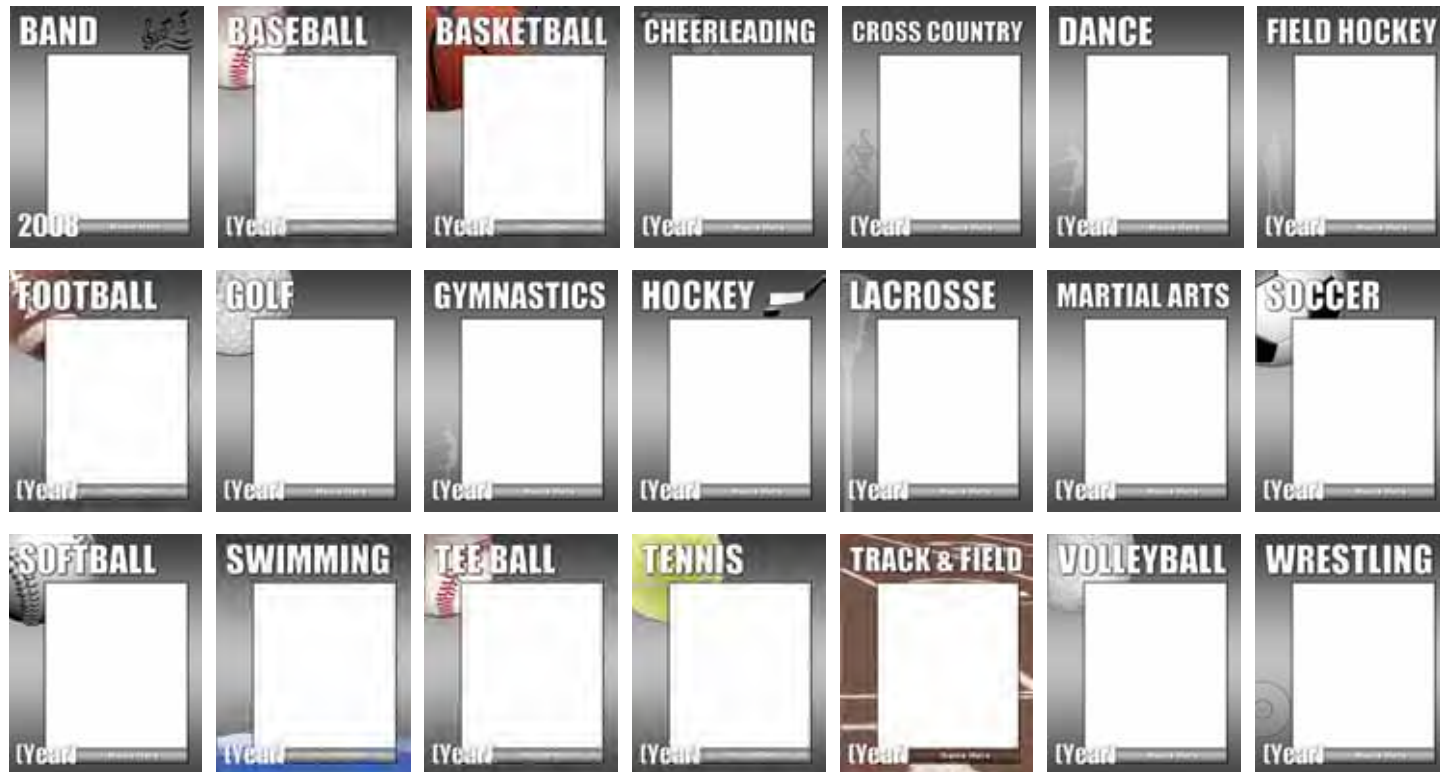 BAND
BASEBALL
BASKETBALL
CHEERLEADING
CROSS COUNTRY
DANCE
FIELD HOCKEY
2008
[Year]
[Year]
[Year]
[Year]
[Year]
[Year]
FOOTBALL
GOLF
GYMNASTICS
HOCKEY
LACROSSE
MARTIAL ARTS
SOCCER
[Year]
[Year]
[Year]
[Year]
[Year]
[Year]
[Year]
SOFTBALL
SWIMMING
TEE BALL
TENNIS
TRACK & FIELD
VOLLEYBALL
WRESTLING
[Year]
[Year]
[Year]
[Year]
[Year]
[Year]
[Year]